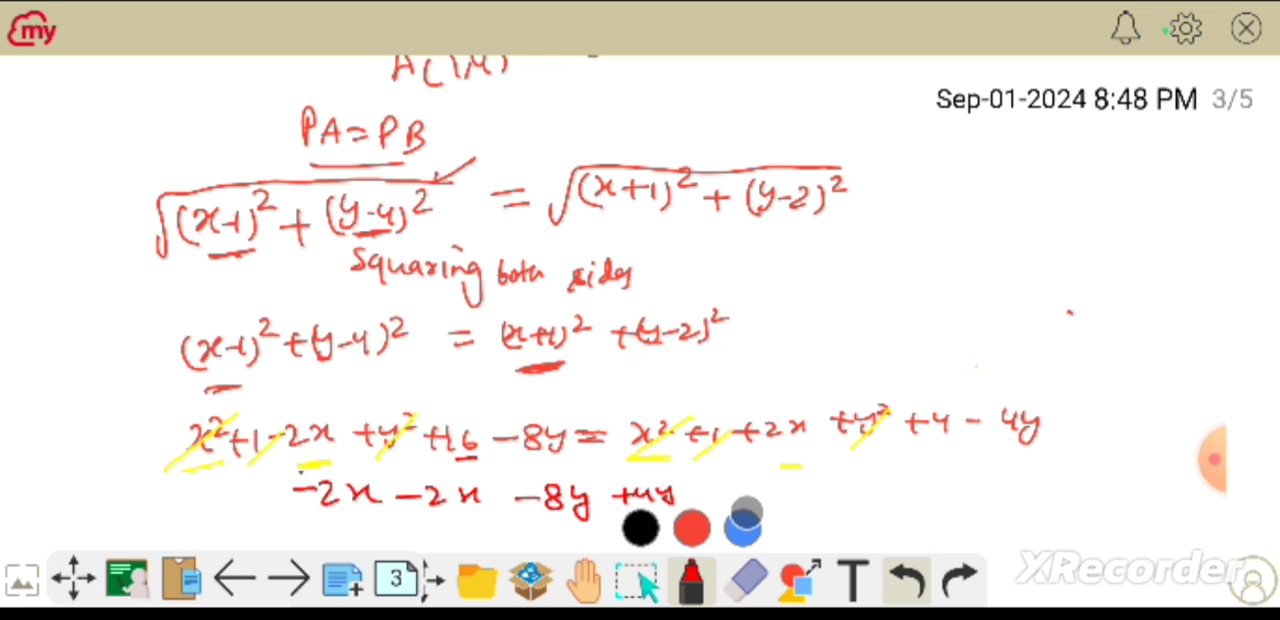 my
Sep-01-2024 8:48 PM 3/5
PA=PB
√(x-1)² + (y-4)² = √(x+1)² + (y-2)²
Squaring both sides
(x-1)² + (y-4)² = (x+1)² + (y-2)²
x² + 1 - 2x + y² + 16 - 8y = x² + 1 + 2x + y² + 4 - 4y
-2x - 2x - 8y + 4y
3
T
XRecorder